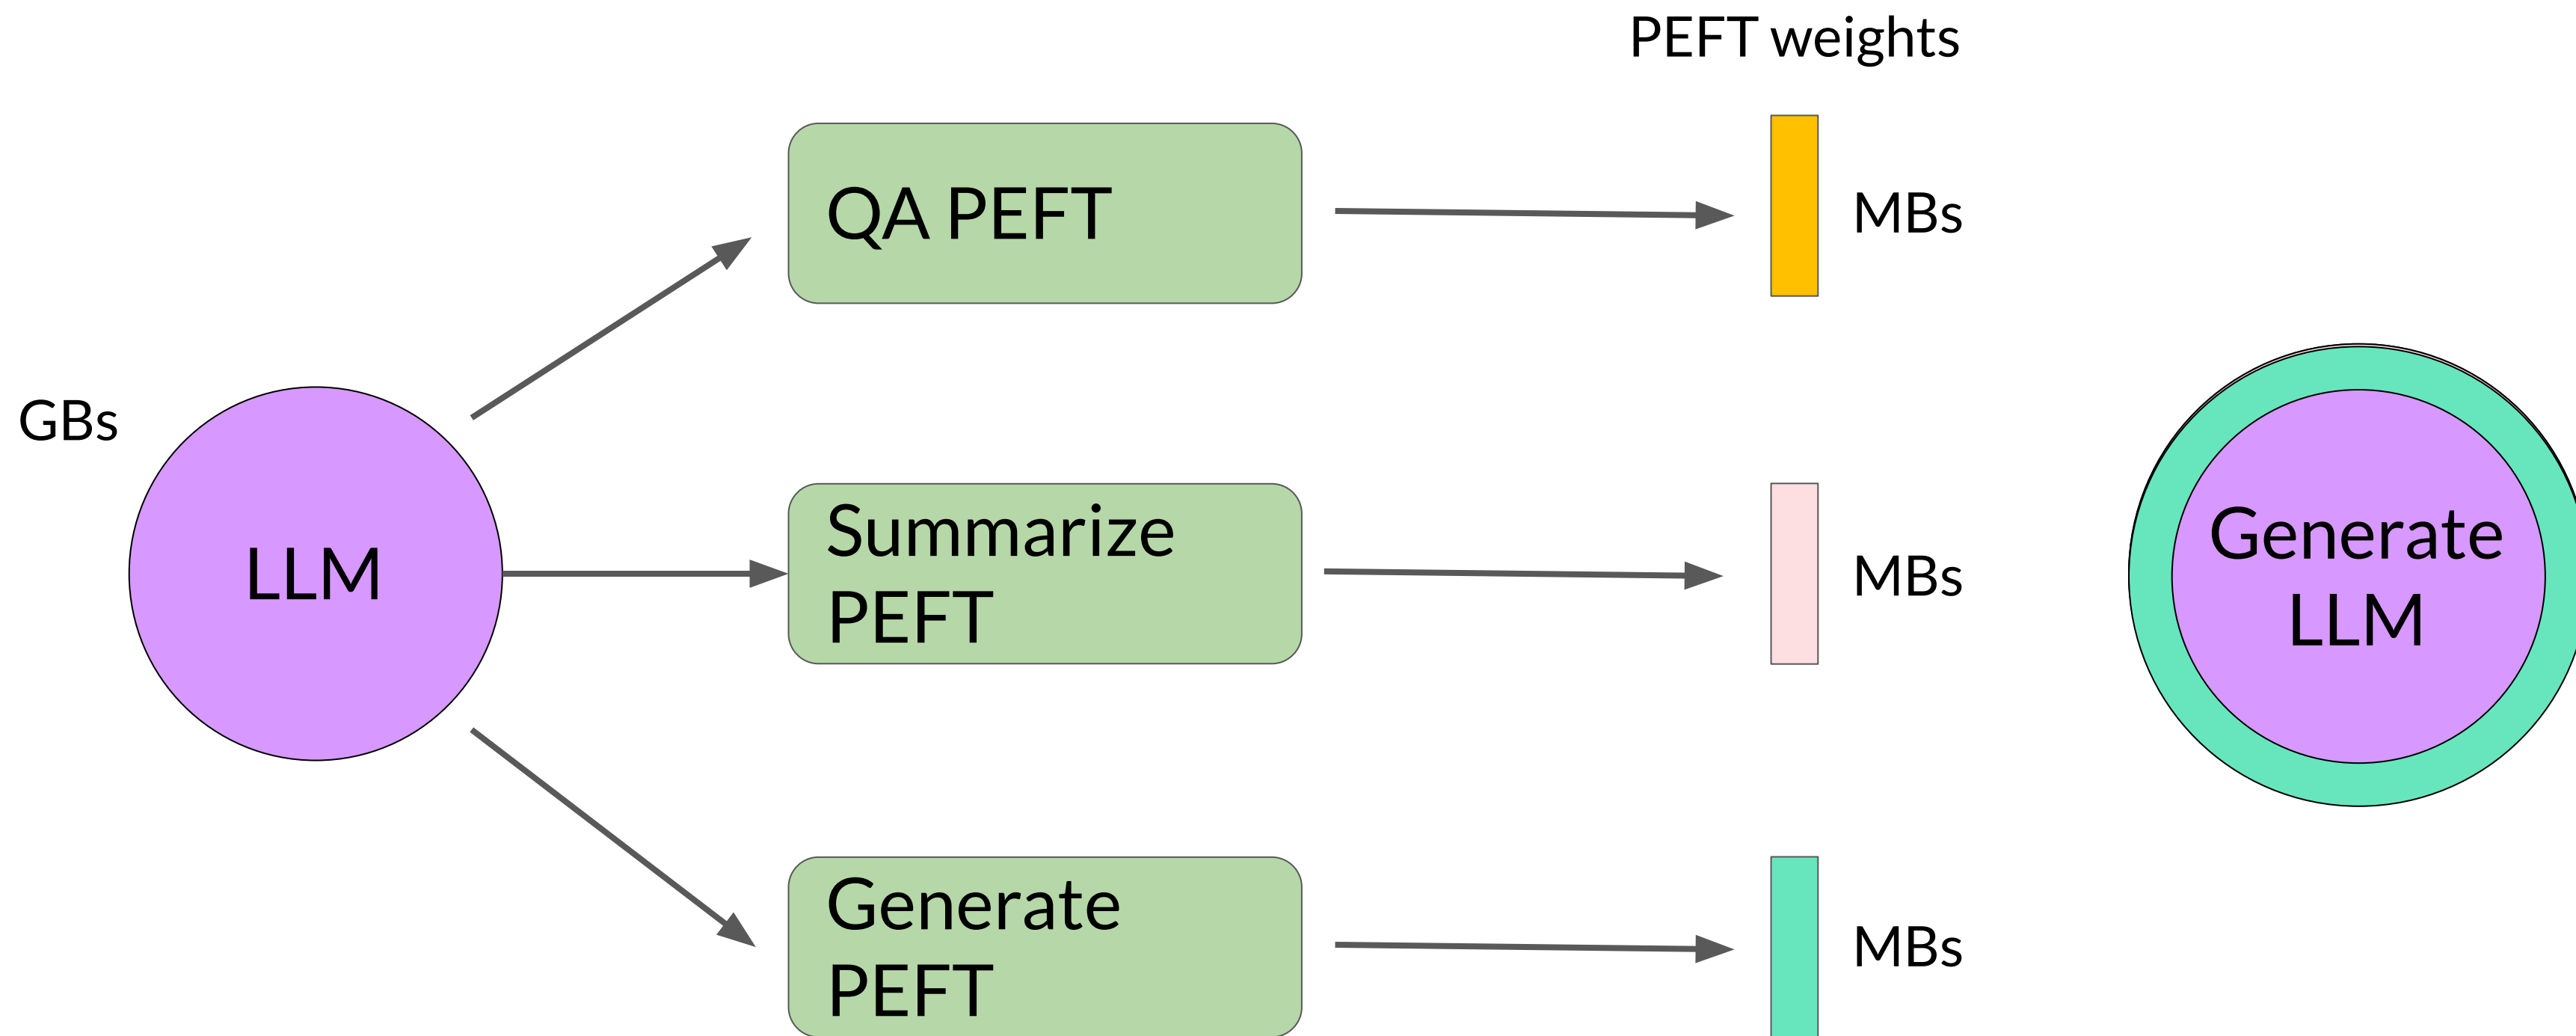 PEFT weights
QA PEFT
MBs
GBs
LLM
Summarize
PEFT
MBs
Generate
LLM
Generate
PEFT
MBs